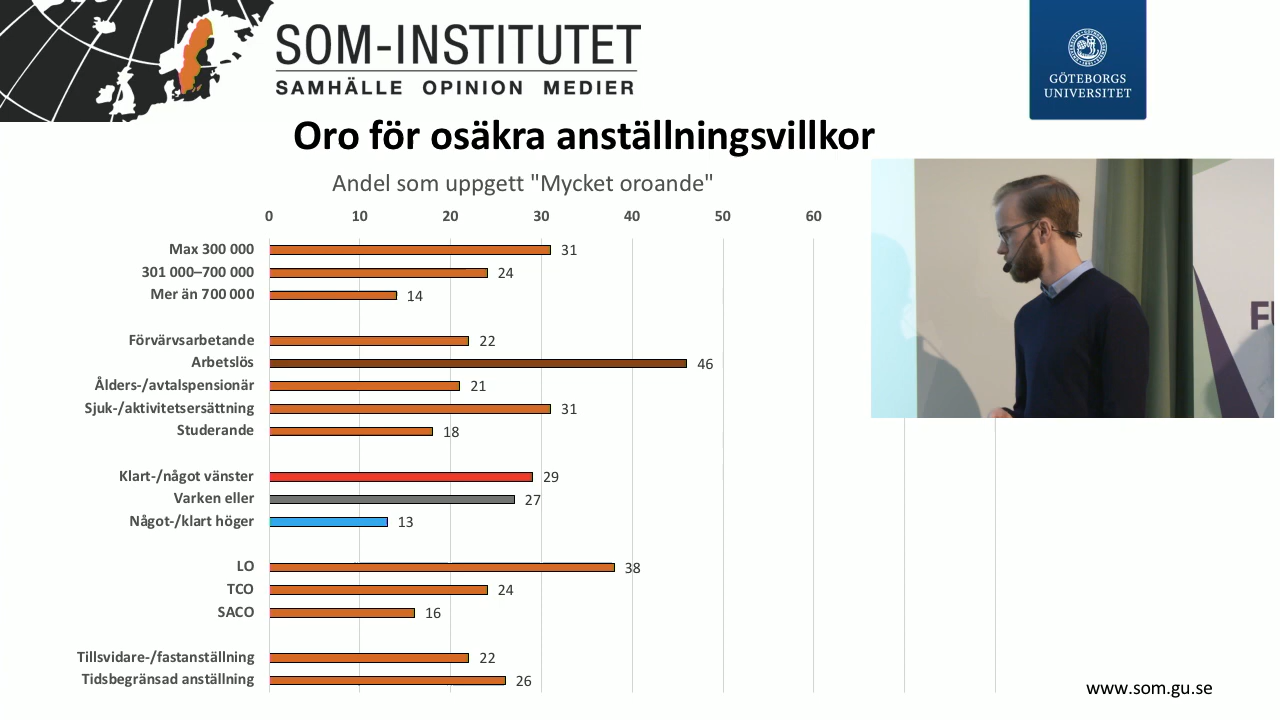 SOM-INSTITUTET
SAMHÄLLE OPINION MEDIER
GÖTEBORGS
UNIVERSITET
Oro för osäkra anställningsvillkor
Andel som uppgett "Mycket oroande"
0 10 20 30 40 50 60
Max 300 000 31
301 000–700 000 24
Mer än 700 000 14
Förvärvsarbetande 22
Arbetslös 46
Ålders-/avtalspensionär 21
Sjuk-/aktivitetsersättning 31
Studerande 18
Klart-/något vänster 29
Varken eller 27
Något-/klart höger 13
LO 38
TCO 24
SACO 16
Tillsvidare-/fastanställning 22
Tidsbegränsad anställning 26
www.som.gu.se